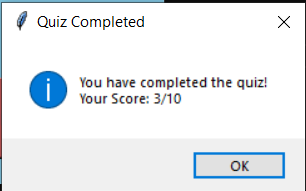 Quiz Completed
You have completed the quiz!
Your Score: 3/10
OK